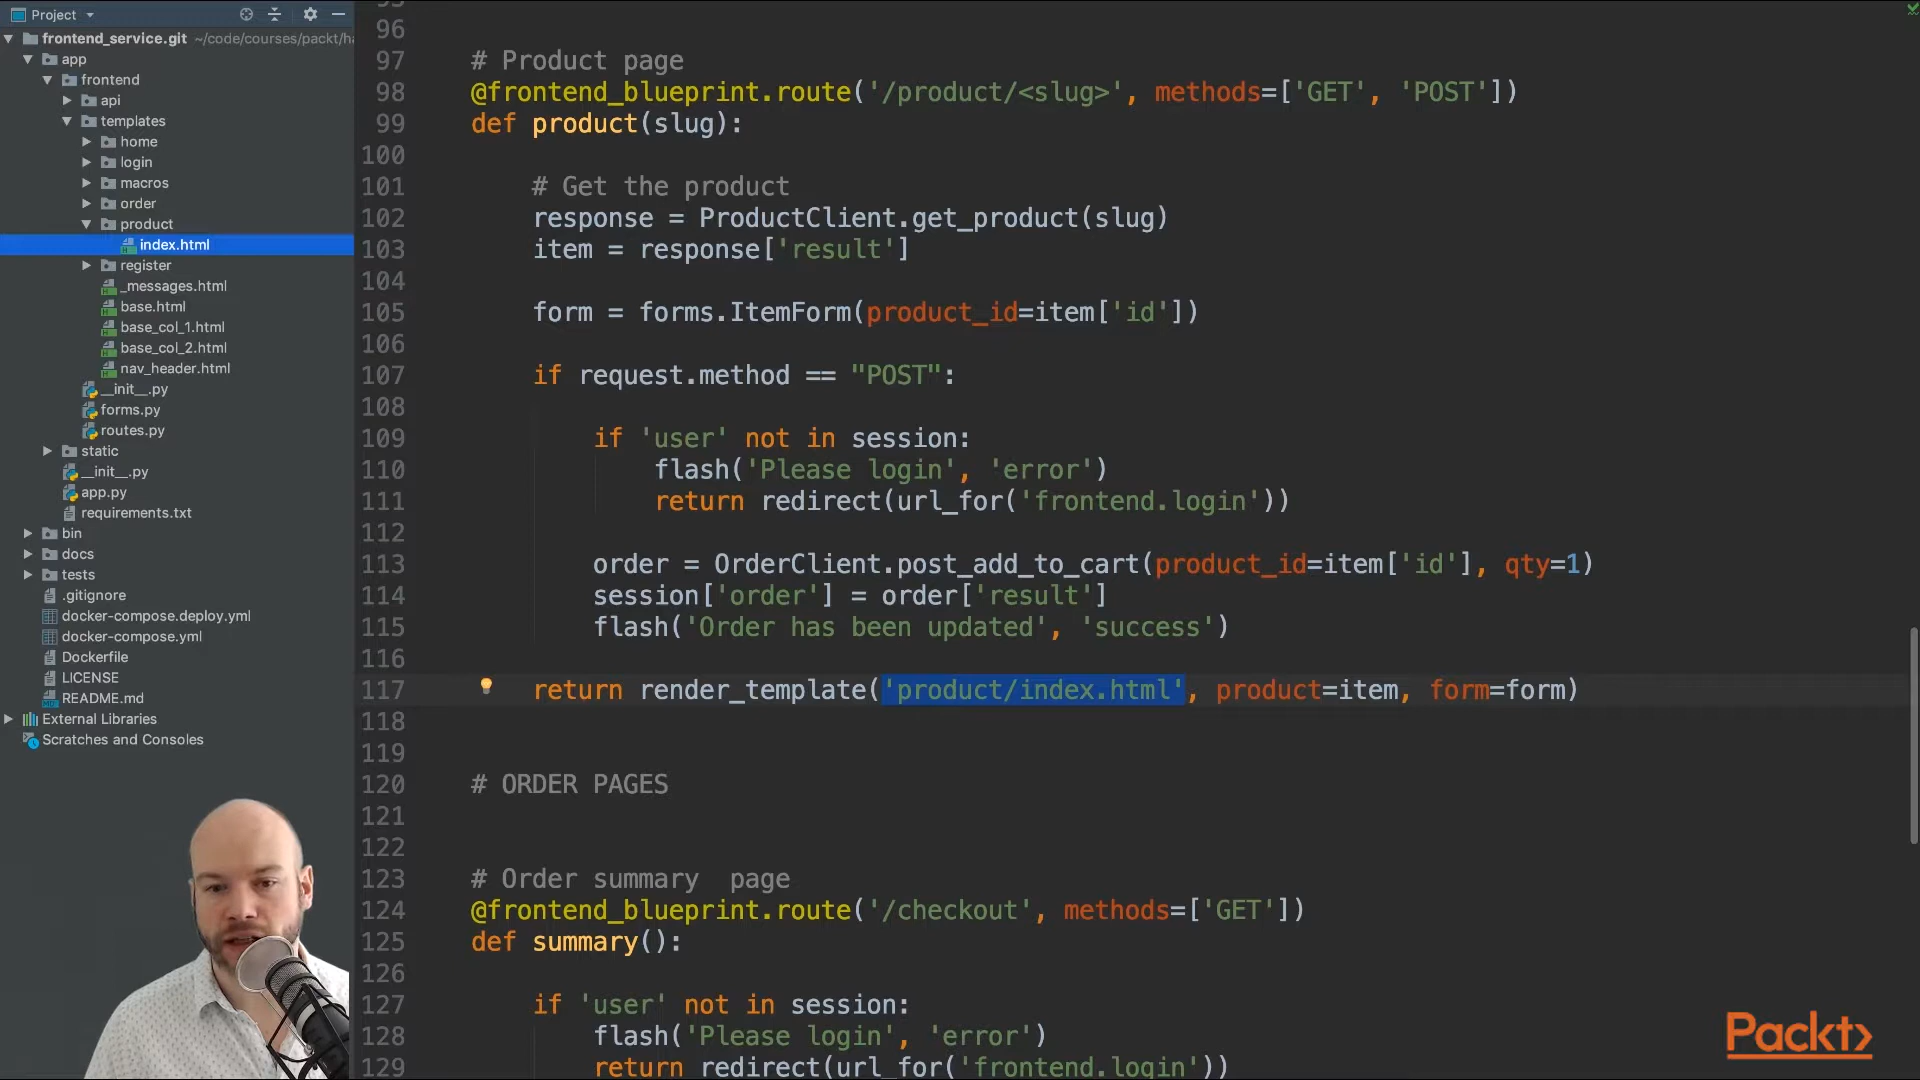 Project
frontend_service.git ~/code/courses/packt/ha
app
frontend
api
templates
home
login
macros
order
product
index.html
register
_messages.html
base.html
base_col_1.html
base_col_2.html
nav_header.html
__init__.py
forms.py
routes.py
static
__init__.py
app.py
requirements.txt
bin
docs
tests
.gitignore
docker-compose.deploy.yml
docker-compose.yml
Dockerfile
LICENSE
README.md
External Libraries
Scratches and Consoles
96
97 # Product page
98 @frontend_blueprint.route('/product/<slug>', methods=['GET', 'POST'])
99 def product(slug):
100
101 # Get the product
102 response = ProductClient.get_product(slug)
103 item = response['result']
104
105 form = forms.ItemForm(product_id=item['id'])
106
107 if request.method == "POST":
108
109 if 'user' not in session:
110 flash('Please login', 'error')
111 return redirect(url_for('frontend.login'))
112
113 order = OrderClient.post_add_to_cart(product_id=item['id'], qty=1)
114 session['order'] = order['result']
115 flash('Order has been updated', 'success')
116
117 return render_template('product/index.html', product=item, form=form)
118
119
120 # ORDER PAGES
121
122
123 # Order summary  page
124 @frontend_blueprint.route('/checkout', methods=['GET'])
125 def summary():
126
127 if 'user' not in session:
128 flash('Please login', 'error')
129 return redirect(url_for('frontend.login'))
Packt>